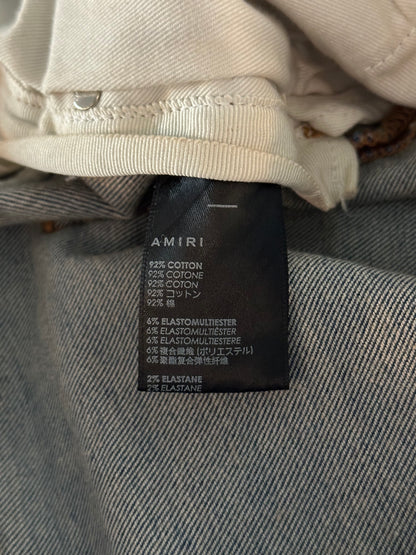 AMIRI
92% COTTON
92% COTONE
92% COTON
92% コットン
92% 棉
6% ELASTOMULTIESTER
6% ELASTOMULTIESTER
6% ELASTOMULTIESTERE
6% 複合繊維 (ポリエステル)
6% 聚酯复合弹性纤维
2% ELASTANE
2% ELASTANE